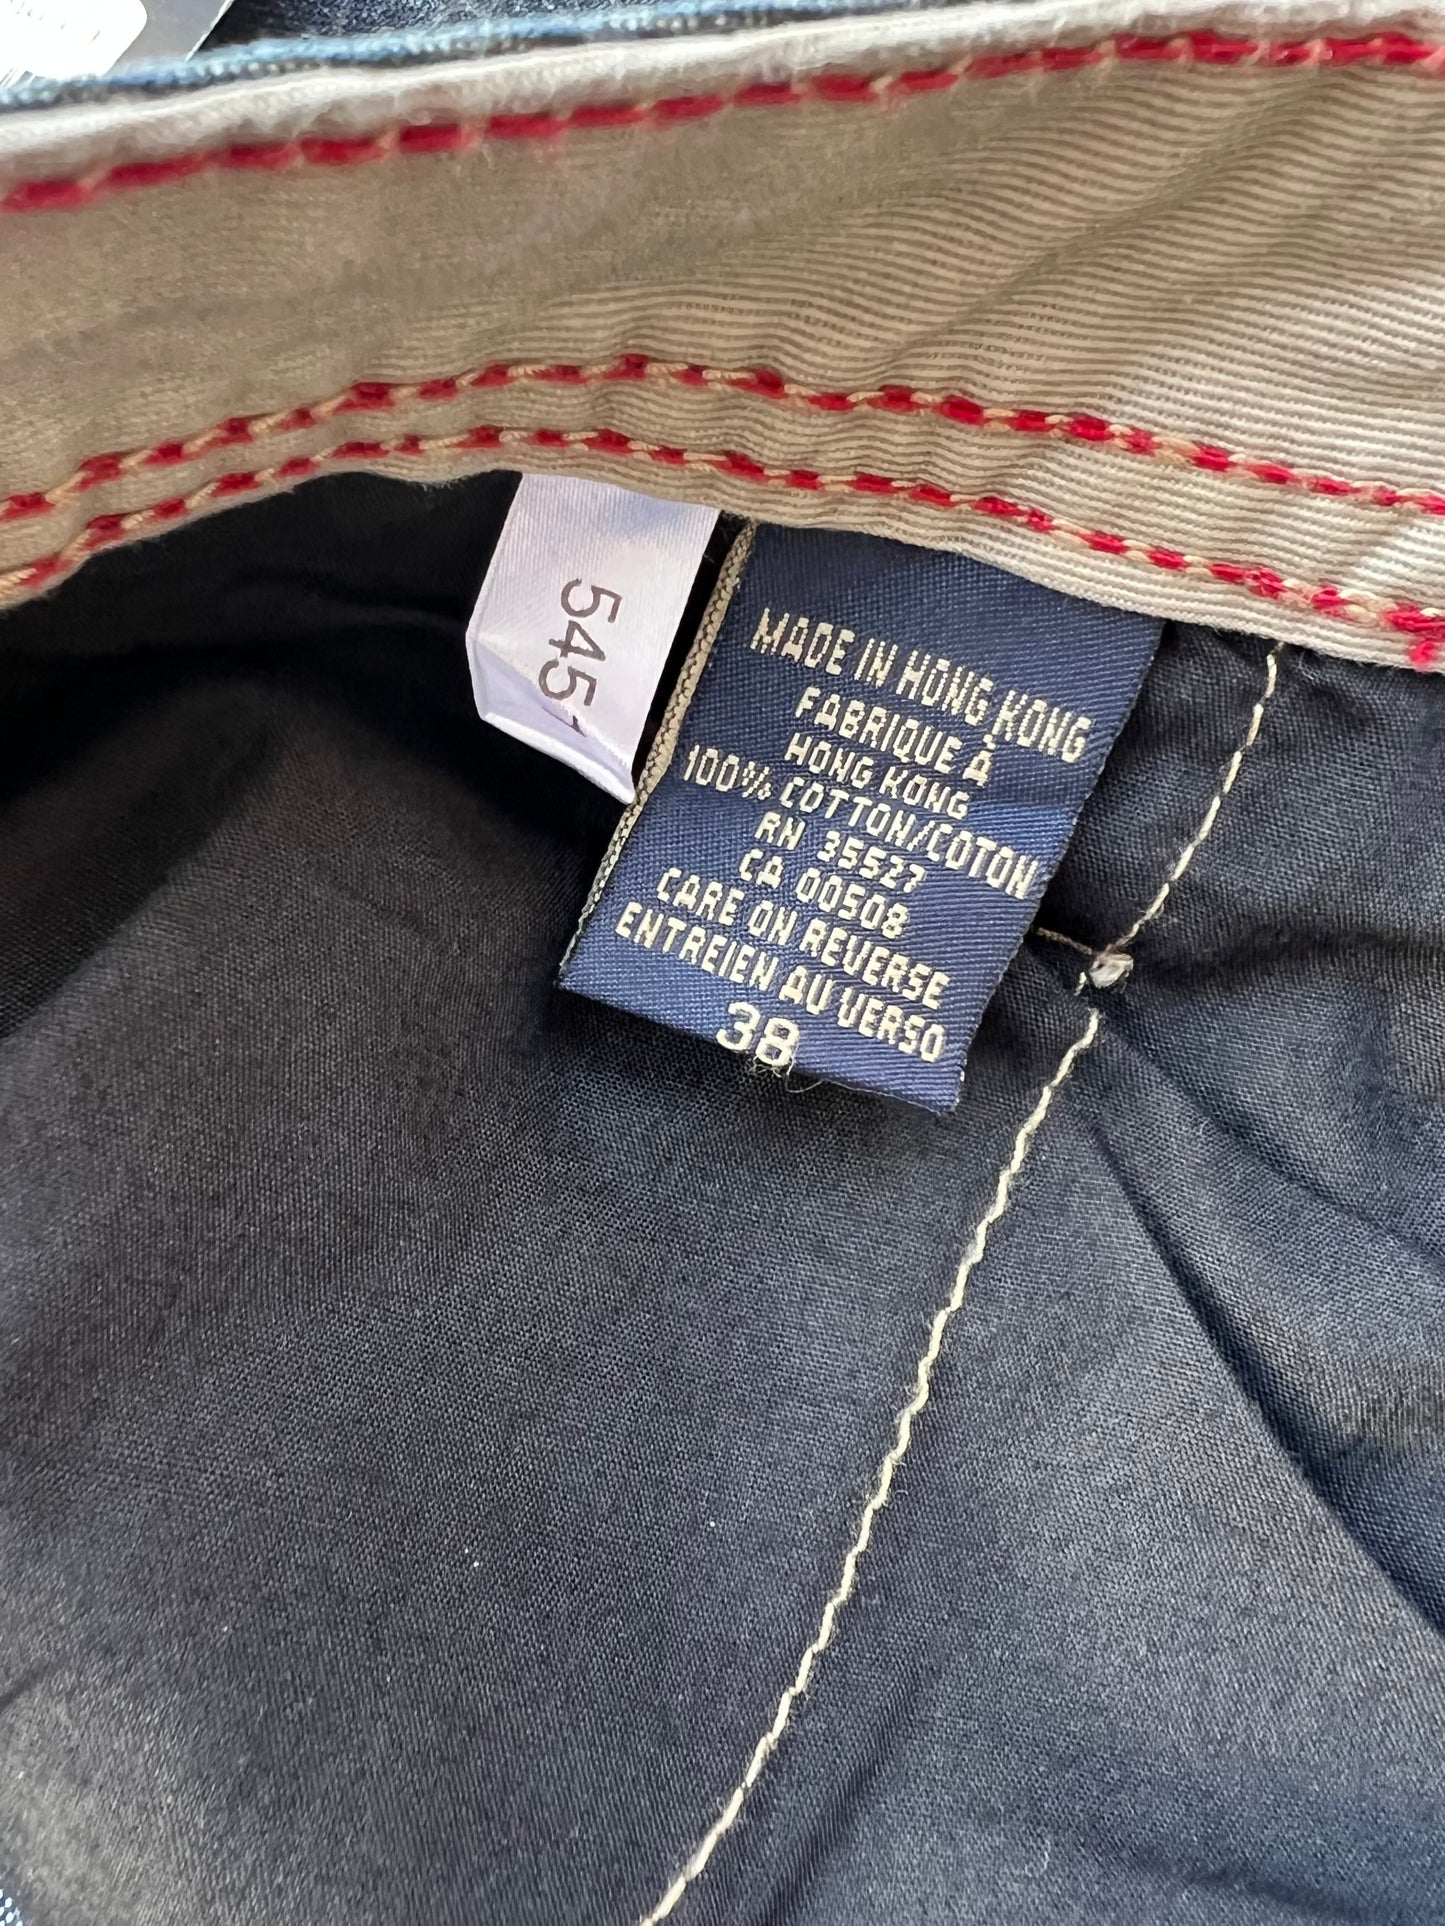 545-
MADE IN HONG KONG
FABRIQUE À
HONG KONG
100% COTTON/COTON
RN 35527
CA 00508
CARE ON REVERSE
ENTREIEN AU VERSO
38